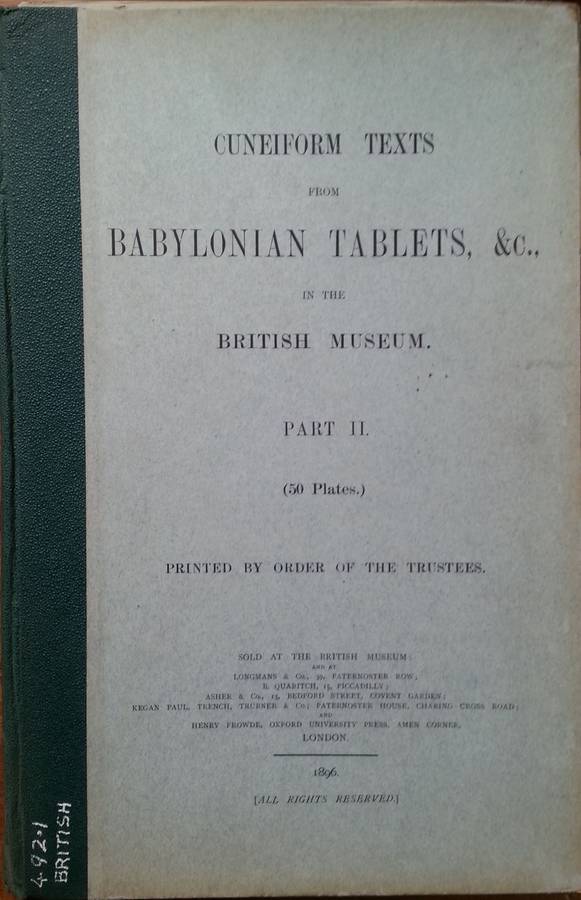 CUNEIFORM TEXTS
FROM
BABYLONIAN TABLETS, &c.,
IN THE
BRITISH MUSEUM.
PART II.
(50 Plates.)
PRINTED BY ORDER OF THE TRUSTEES.
SOLD AT THE BRITISH MUSEUM;
AND AT
LONGMANS & Co., 39, PATERNOSTER ROW;
B. QUARITCH, 15, PICCADILLY;
ASHER & Co., 13, BEDFORD STREET, COVENT GARDEN;
KEGAN PAUL, TRENCH, TRÜBNER & Co.; PATERNOSTER HOUSE, CHARING CROSS ROAD;
AND
HENRY FROWDE, OXFORD UNIVERSITY PRESS, AMEN CORNER,
LONDON.
1896.
[ALL RIGHTS RESERVED.]
492.1
BRITISH